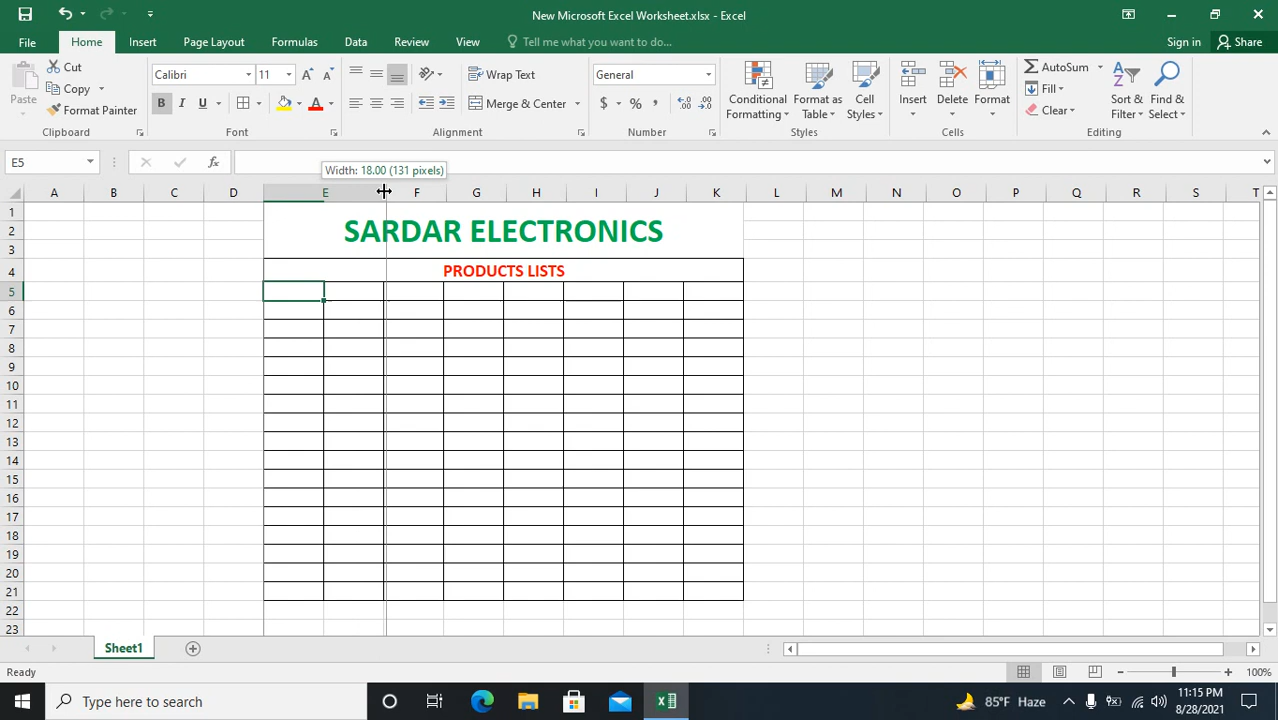 New Microsoft Excel Worksheet.xlsx - Excel
File Home Insert Page Layout Formulas Data Review View Tell me what you want to do... Sign in Share
Paste Cut Copy Format Painter Clipboard
Calibri 11 A A B I U A Font
Wrap Text Merge & Center Alignment
General $ % , .0 .00 .00 .0 Number
Conditional Formatting Format as Table Cell Styles Styles
Insert Delete Format Cells
AutoSum Fill Clear Sort & Filter Find & Select Editing
E5 fx
Width: 18.00 (131 pixels)
A B C D E F G H I J K L M N O P Q R S T
1
2 SARDAR ELECTRONICS
3
4 PRODUCTS LISTS
5
6
7
8
9
10
11
12
13
14
15
16
17
18
19
20
21
22
23
Sheet1
Ready 100%
Type here to search 85°F Haze 11:15 PM
8/28/2021